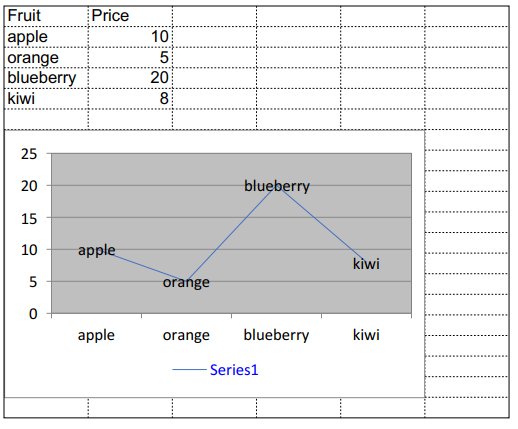 Fruit Price
apple 10
orange 5
blueberry 20
kiwi 8
25
20 blueberry
15
10 apple
kiwi
5 orange
0
apple orange blueberry kiwi
Series1